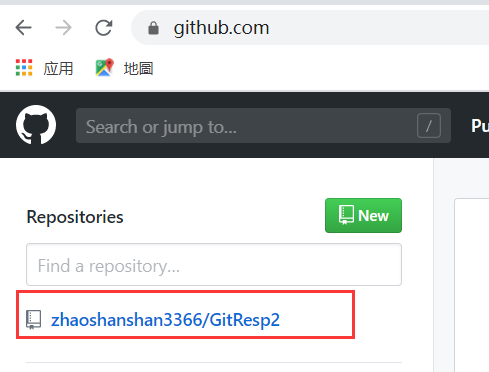 github.com
应用 地圖
Search or jump to... / Pu
Repositories New
Find a repository...
zhaoshanshan3366/GitResp2